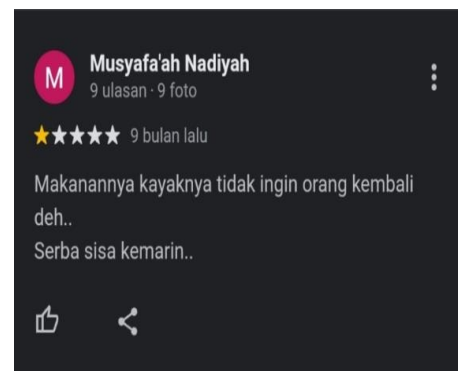 M
Musyafa'ah Nadiyah
9 ulasan · 9 foto
9 bulan lalu
Makanannya kayaknya tidak ingin orang kembali
deh..
Serba sisa kemarin..